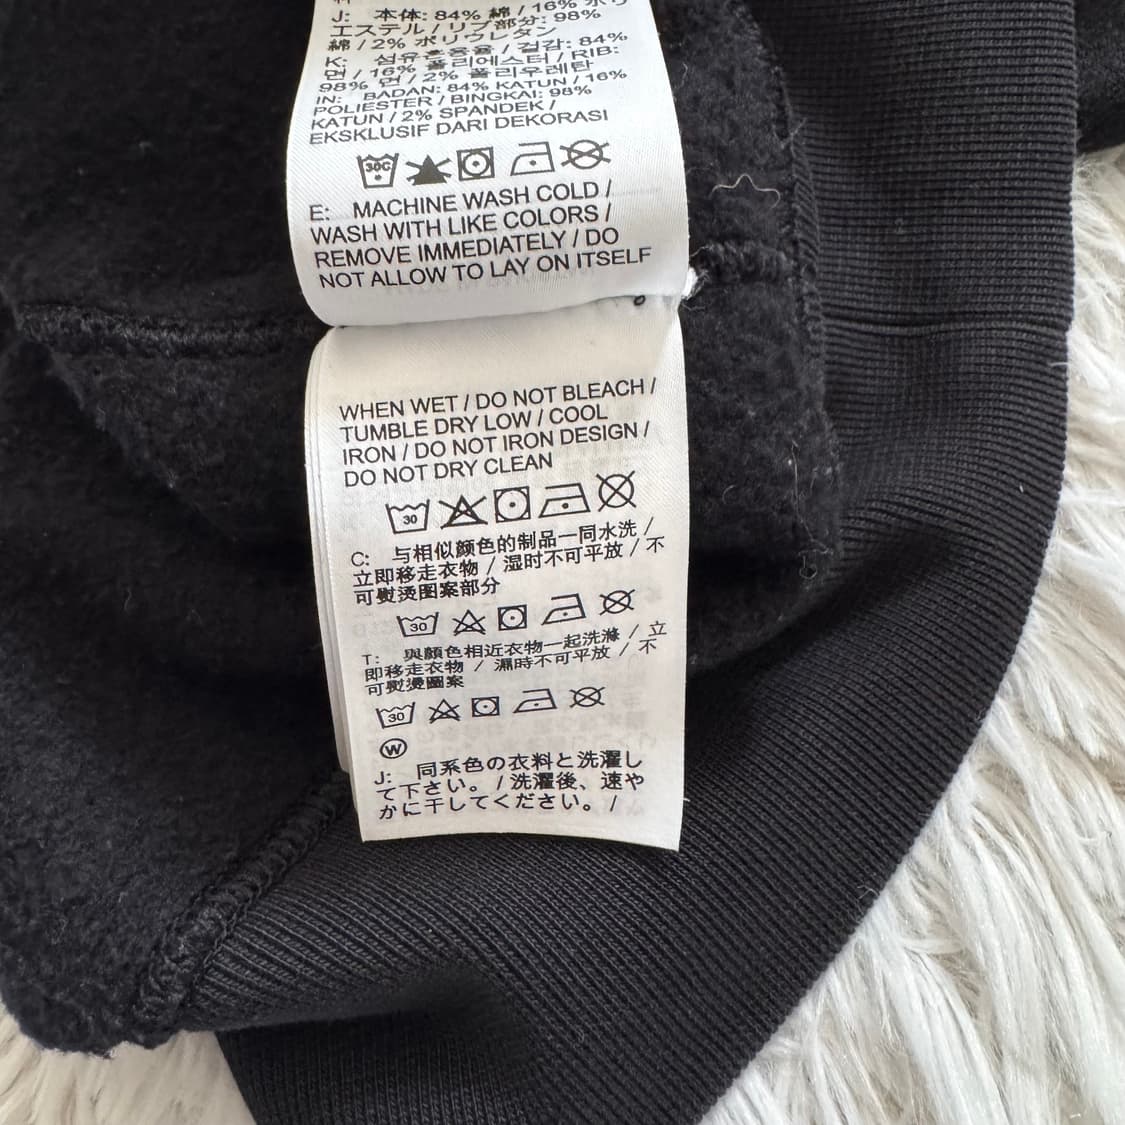 J: 本体: 84% 綿 / 16% ポリ
エステル / リブ部分: 98%
綿 / 2% ポリウレタン
K: 섬유혼용율 / 겉감: 84%
면 / 16% 폴리에스터 / RIB:
98% 면 / 2% 폴리우레탄
IN: BADAN: 84% KATUN / 16%
POLIESTER / BINGKAI: 98%
KATUN / 2% SPANDEK /
EKSKLUSIF DARI DEKORASI
30C
E: MACHINE WASH COLD /
WASH WITH LIKE COLORS /
REMOVE IMMEDIATELY / DO
NOT ALLOW TO LAY ON ITSELF
WHEN WET / DO NOT BLEACH /
TUMBLE DRY LOW / COOL
IRON / DO NOT IRON DESIGN /
DO NOT DRY CLEAN
30
C: 与相似颜色的制品一同水洗 /
立即移走衣物 / 湿时不可平放 / 不
可熨烫图案部分
30
T: 與顏色相近衣物一起洗滌 / 立
即移走衣物 / 濕時不可平放 / 不
可熨燙圖案
30
W
J: 同系色の衣料と洗濯し
て下さい。 / 洗濯後、速や
かに干してください。 /